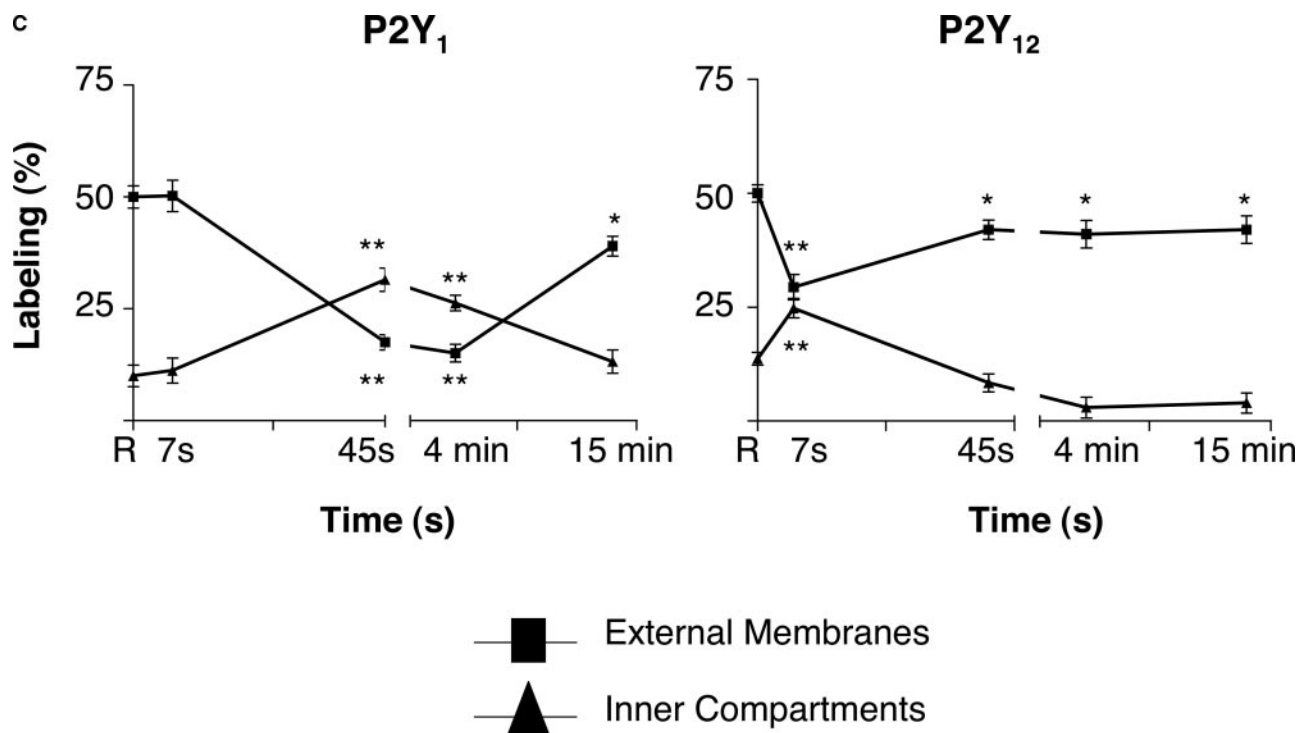 c
P2Y₁
P2Y₁₂
Labeling (%)
75
50
25
**
**
*
**
**
R 7s 45s 4 min 15 min
Time (s)
75
50
25
**
**
*
*
*
R 7s 45s 4 min 15 min
Time (s)
External Membranes
Inner Compartments